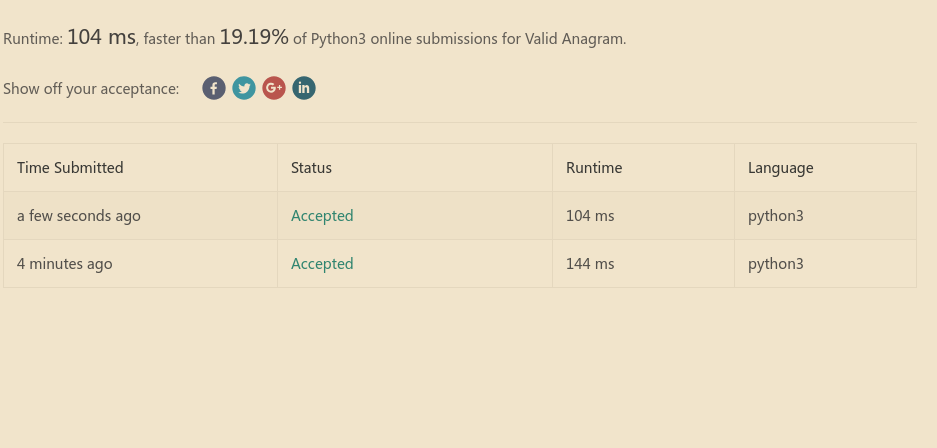 Runtime: 104 ms, faster than 19.19% of Python3 online submissions for Valid Anagram.
Show off your acceptance: f G+ in
Time Submitted Status Runtime Language
a few seconds ago Accepted 104 ms python3
4 minutes ago Accepted 144 ms python3